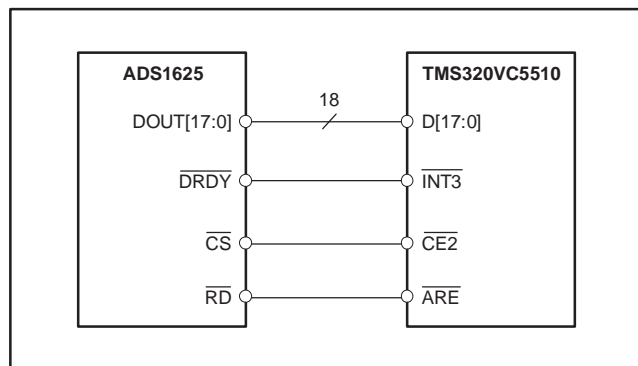 ADS1625 TMS320VC5510
18
DOUT[17:0] D[17:0]
DRDY INT3
CS CE2
RD ARE